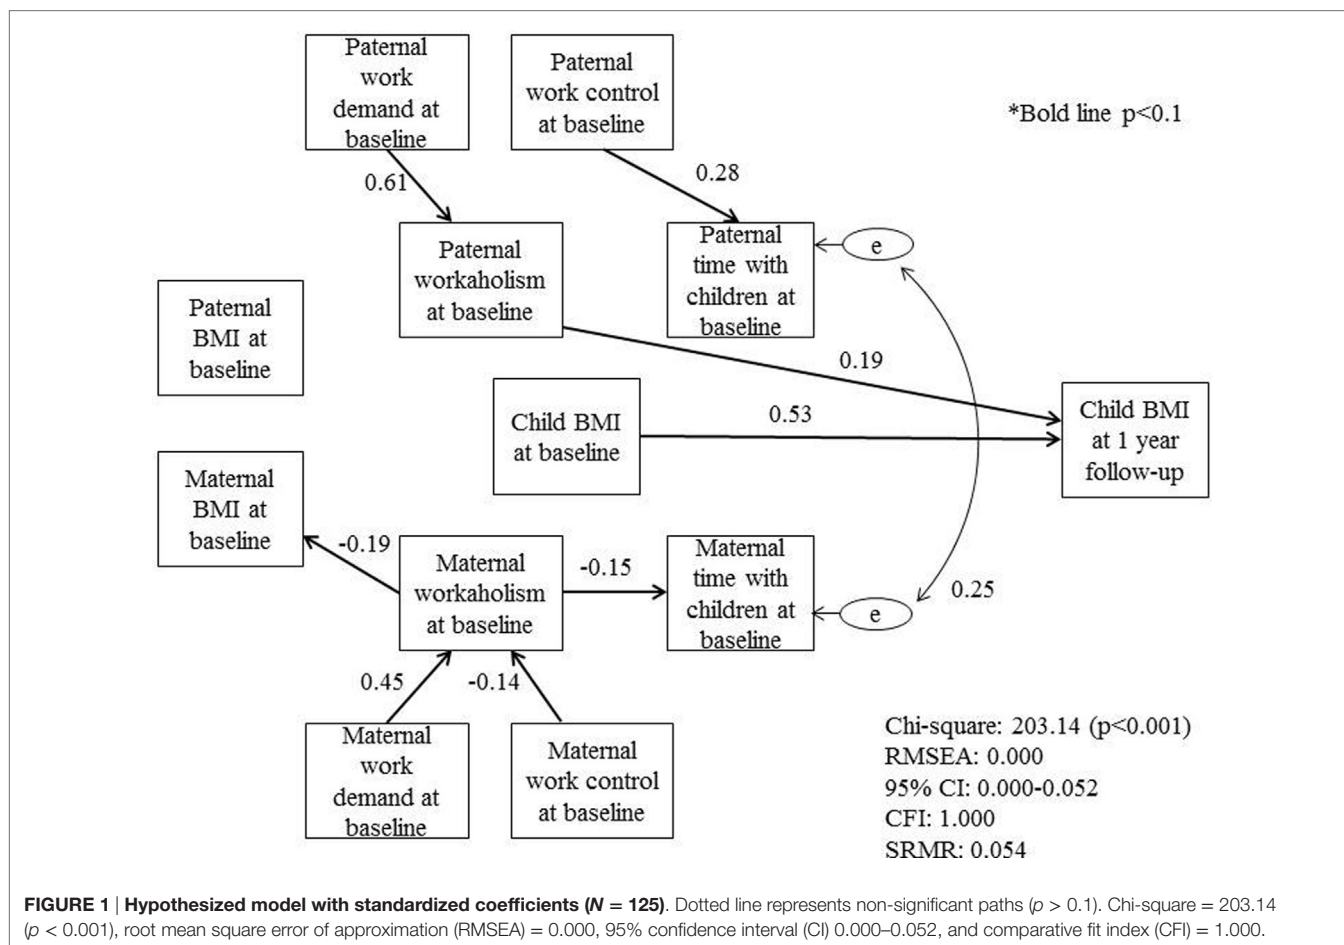 Paternal
work
demand at
baseline
Paternal
work control
at baseline
*Bold line p<0.1
0.61
0.28
Paternal
workaholism
at baseline
Paternal
time with
children at
baseline
e
Paternal
BMI at
baseline
0.19
Child BMI
at baseline
0.53
Child BMI
at 1 year
follow-up
Maternal
BMI at
baseline
-0.19
Maternal
workaholism
at baseline
-0.15
Maternal
time with
children at
baseline
e
0.25
0.45
-0.14
Maternal
work
demand at
baseline
Maternal
work control
at baseline
Chi-square: 203.14 (p<0.001)
RMSEA: 0.000
95% CI: 0.000-0.052
CFI: 1.000
SRMR: 0.054
FIGURE 1 | Hypothesized model with standardized coefficients (N = 125). Dotted line represents non-significant paths (p > 0.1). Chi-square = 203.14
(p < 0.001), root mean square error of approximation (RMSEA) = 0.000, 95% confidence interval (CI) 0.000–0.052, and comparative fit index (CFI) = 1.000.